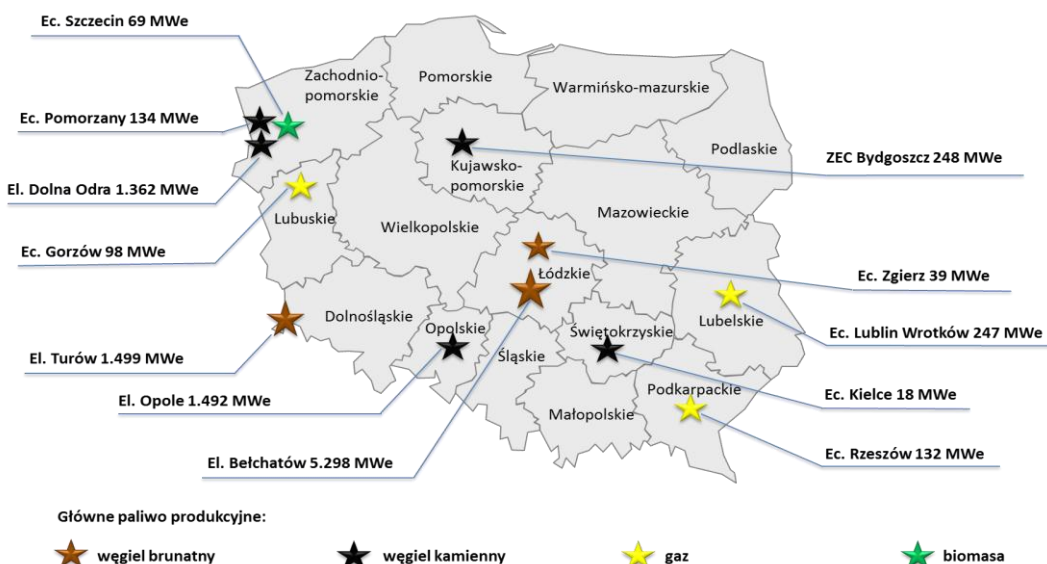 Ec. Szczecin 69 MWe
Ec. Pomorzany 134 MWe
El. Dolna Odra 1.362 MWe
Ec. Gorzów 98 MWe
El. Turów 1.499 MWe
El. Opole 1.492 MWe
El. Bełchatów 5.298 MWe
Zachodnio-
pomorskie
Pomorskie
Warmińsko-mazurskie
Podlaskie
Kujawsko-
pomorskie
Mazowieckie
Lubuskie
Wielkopolskie
Łódzkie
Lubelskie
Dolnośląskie
Opolskie
Śląskie
Świętokrzyskie
Małopolskie
Podkarpackie
ZEC Bydgoszcz 248 MWe
Ec. Zgierz 39 MWe
Ec. Lublin Wrotków 247 MWe
Ec. Kielce 18 MWe
Ec. Rzeszów 132 MWe
Główne paliwo produkcyjne:
węgiel brunatny
węgiel kamienny
gaz
biomasa